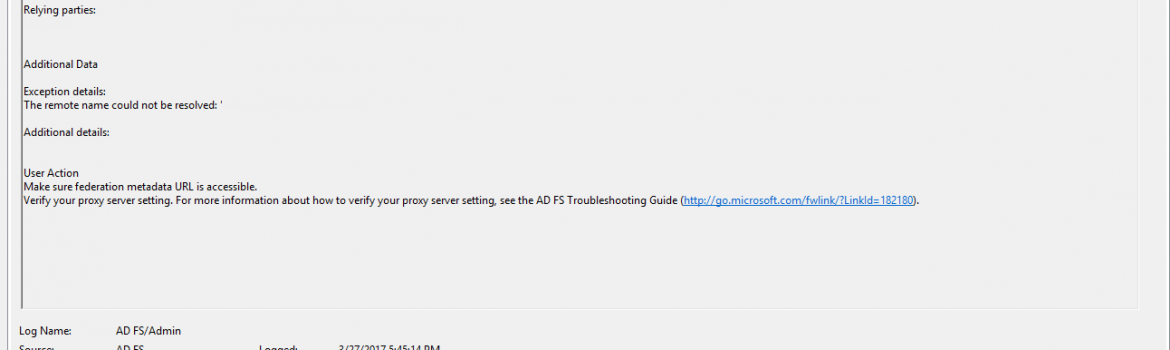 Relying parties:
Additional Data
Exception details:
The remote name could not be resolved: '
Additional details:
User Action
Make sure federation metadata URL is accessible.
Verify your proxy server setting. For more information about how to verify your proxy server setting, see the AD FS Troubleshooting Guide (http://go.microsoft.com/fwlink/?LinkId=182180).
Log Name: AD FS/Admin
Source: AD FS Logged: 3/27/2017 5:45:14 PM